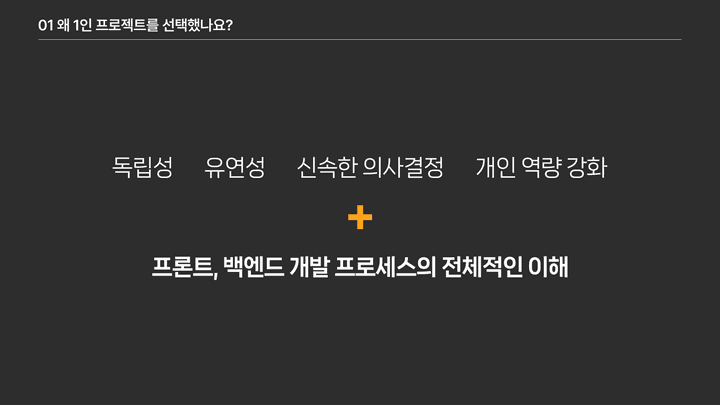 01 왜 1인 프로젝트를 선택했나요?
독립성 유연성 신속한 의사결정 개인 역량 강화
+
프론트, 백엔드 개발 프로세스의 전체적인 이해